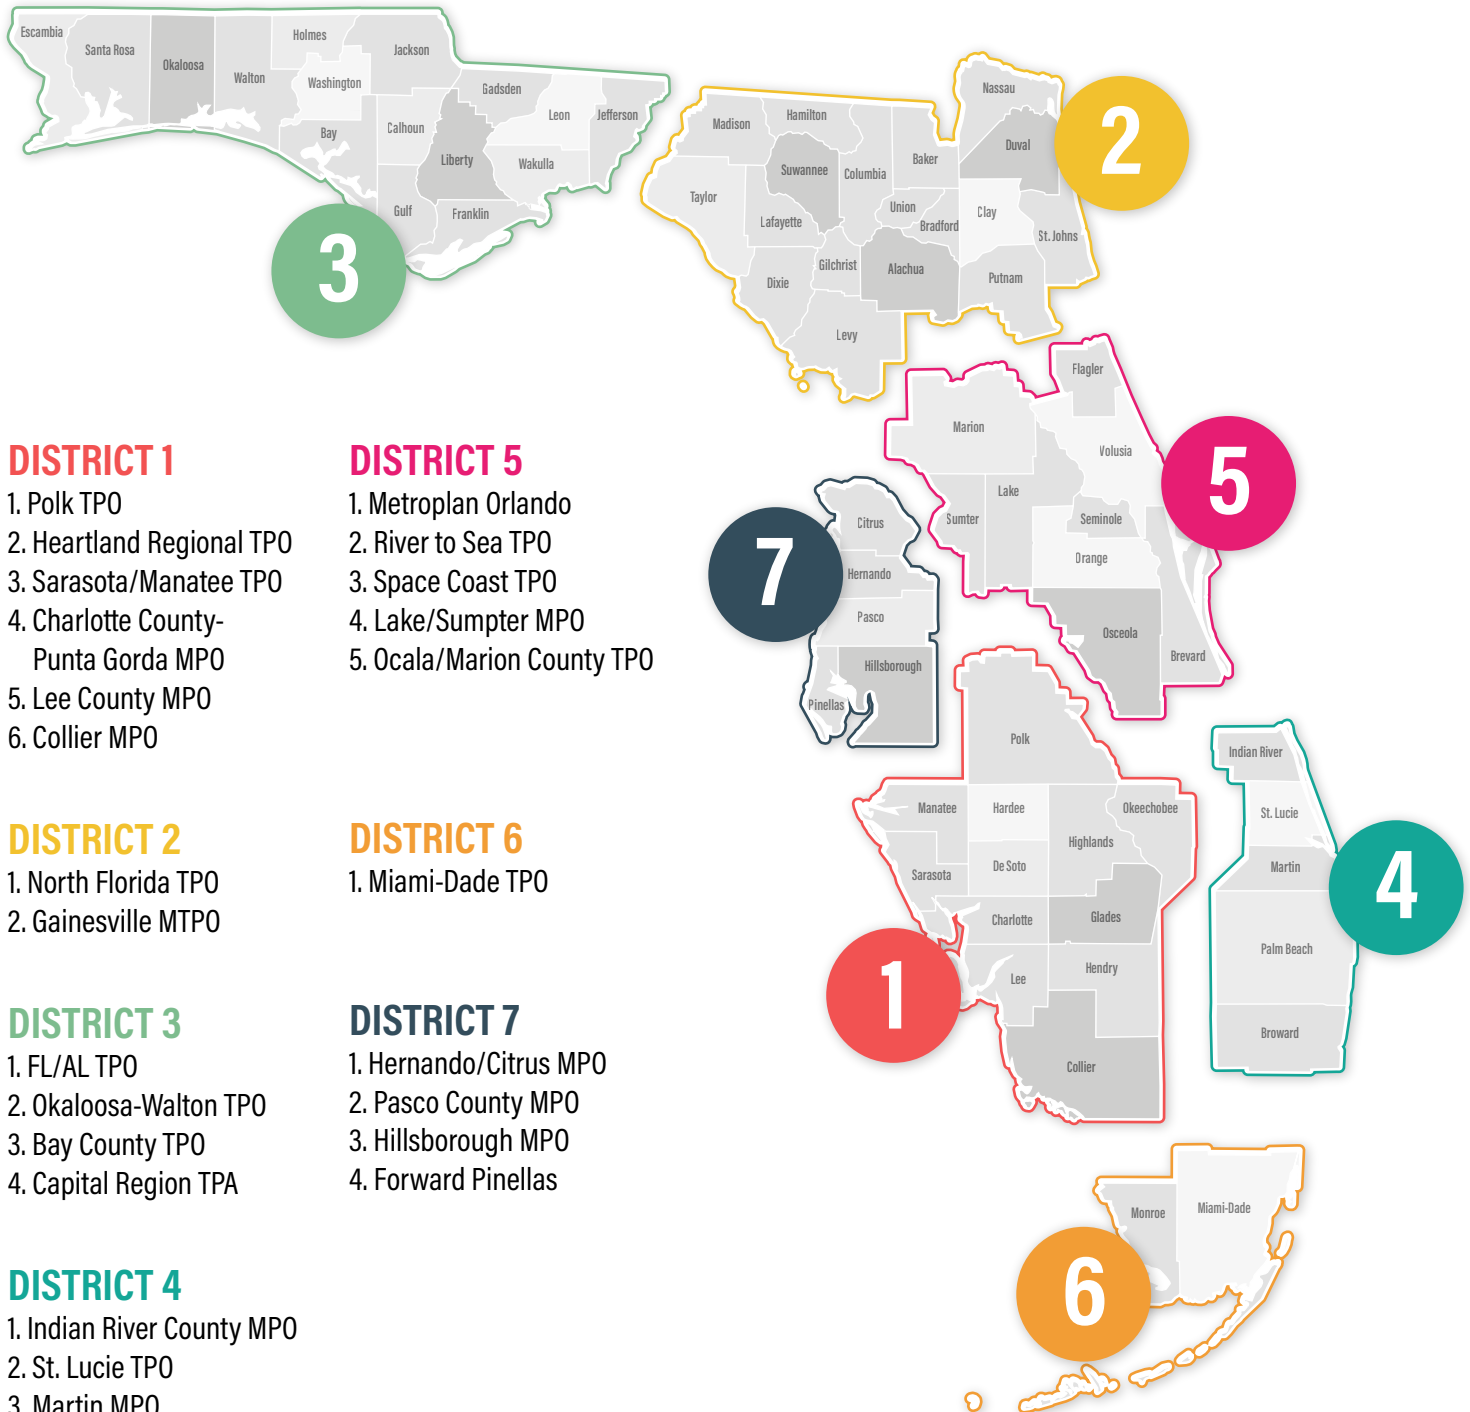 Escambia
Santa Rosa
Okaloosa
Walton
Holmes
Washington
Jackson
Bay
Calhoun
Gulf
Liberty
Gadsden
Franklin
Leon
Wakulla
Jefferson
3
Madison
Hamilton
Suwannee
Taylor
Lafayette
Columbia
Baker
Nassau
Duval
Union
Bradford
Clay
St. Johns
Gilchrist
Alachua
Putnam
Dixie
Levy
2
Flagler
Marion
Volusia
Lake
Sumter
Seminole
Orange
Osceola
Brevard
5
Citrus
Hernando
Pasco
Hillsborough
Pinellas
7
Polk
Manatee
Hardee
Okeechobee
Highlands
Sarasota
De Soto
Charlotte
Glades
Lee
Hendry
Collier
1
Indian River
St. Lucie
Martin
Palm Beach
Broward
4
Monroe
Miami-Dade
6
DISTRICT 1
1. Polk TPO
2. Heartland Regional TPO
3. Sarasota/Manatee TPO
4. Charlotte County-
Punta Gorda MPO
5. Lee County MPO
6. Collier MPO
DISTRICT 2
1. North Florida TPO
2. Gainesville MTPO
DISTRICT 3
1. FL/AL TPO
2. Okaloosa-Walton TPO
3. Bay County TPO
4. Capital Region TPA
DISTRICT 4
1. Indian River County MPO
2. St. Lucie TPO
3. Martin MPO
DISTRICT 5
1. Metroplan Orlando
2. River to Sea TPO
3. Space Coast TPO
4. Lake/Sumpter MPO
5. Ocala/Marion County TPO
DISTRICT 6
1. Miami-Dade TPO
DISTRICT 7
1. Hernando/Citrus MPO
2. Pasco County MPO
3. Hillsborough MPO
4. Forward Pinellas